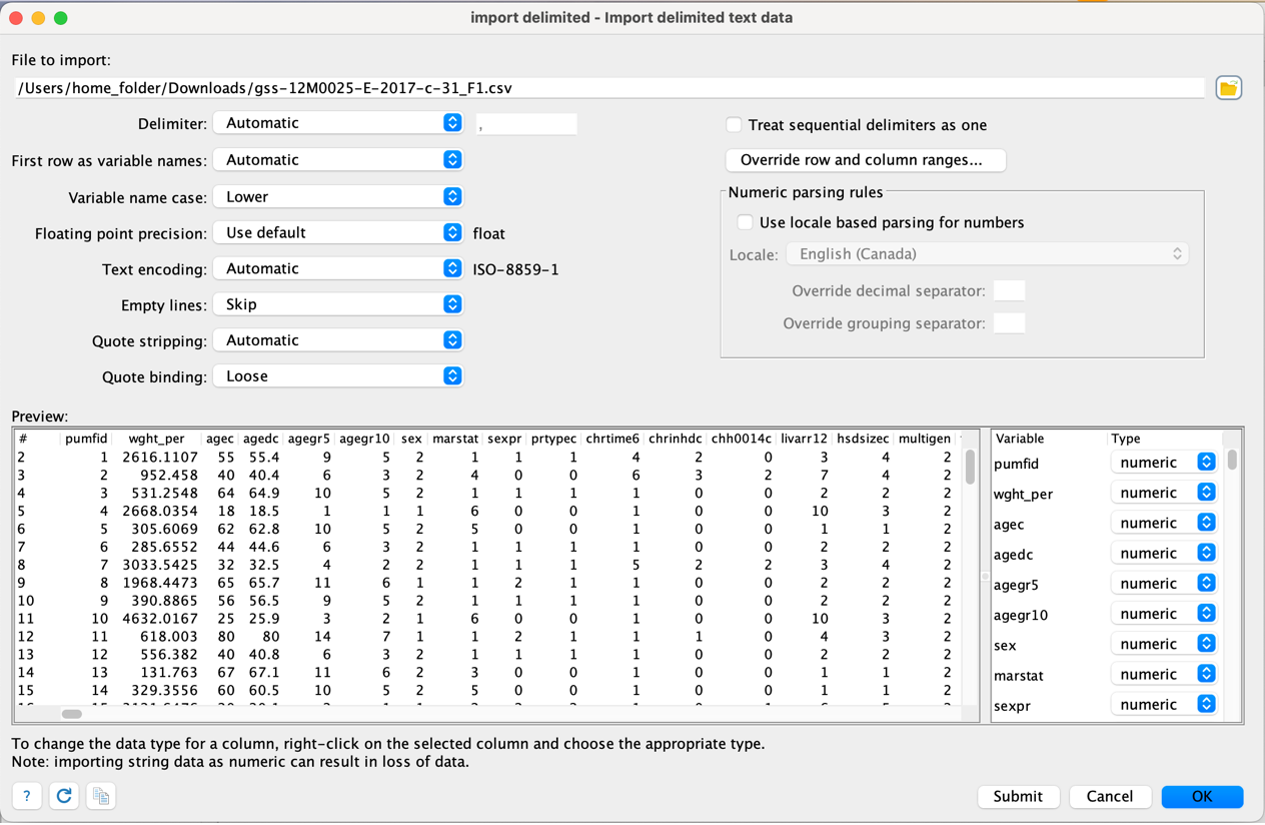 import delimited - Import delimited text data
File to import:
/Users/home_folder/Downloads/gss-12M0025-E-2017-c-31_F1.csv
Delimiter: Automatic ,
Treat sequential delimiters as one
First row as variable names: Automatic
Override row and column ranges...
Variable name case: Lower
Numeric parsing rules
Use locale based parsing for numbers
Floating point precision: Use default float
Locale: English (Canada)
Text encoding: Automatic ISO-8859-1
Override decimal separator:
Empty lines: Skip
Override grouping separator:
Quote stripping: Automatic
Quote binding: Loose
Preview:
# pumfid wght_per agec agedc agegr5 agegr10 sex marstat sexpr prtypec chrtime6 chrinhdc chh0014c livarr12 hsdsizec multigen
2 1 2616.1107 55 55.4 9 5 2 1 1 1 4 2 0 3 4 2
3 2 952.458 40 40.4 6 3 2 4 0 0 6 3 2 7 4 2
4 3 531.2548 64 64.9 10 5 2 1 1 1 1 0 0 2 2 2
5 4 2668.0354 18 18.5 1 1 1 6 0 0 1 0 0 10 3 2
6 5 305.6069 62 62.8 10 5 2 5 0 0 1 0 0 1 1 2
7 6 285.6552 44 44.6 6 3 2 1 1 1 1 0 0 2 2 2
8 7 3033.5425 32 32.5 4 2 2 1 1 1 5 2 2 3 4 2
9 8 1968.4473 65 65.7 11 6 1 1 2 1 1 0 0 2 2 2
10 9 390.8865 56 56.5 9 5 2 1 1 1 1 0 0 2 2 2
11 10 4632.0167 25 25.9 3 2 1 6 0 0 1 0 0 10 3 2
12 11 618.003 80 80 14 7 1 1 2 1 1 1 0 4 3 2
13 12 556.382 40 40.8 6 3 2 1 1 1 1 0 0 2 2 2
14 13 131.763 67 67.1 11 6 2 3 0 0 1 0 0 1 1 2
15 14 329.3556 60 60.5 10 5 2 5 0 0 1 0 0 1 1 2
Variable Type
pumfid numeric
wght_per numeric
agec numeric
agedc numeric
agegr5 numeric
agegr10 numeric
sex numeric
marstat numeric
sexpr numeric
To change the data type for a column, right-click on the selected column and choose the appropriate type.
Note: importing string data as numeric can result in loss of data.
?
Submit
Cancel
OK